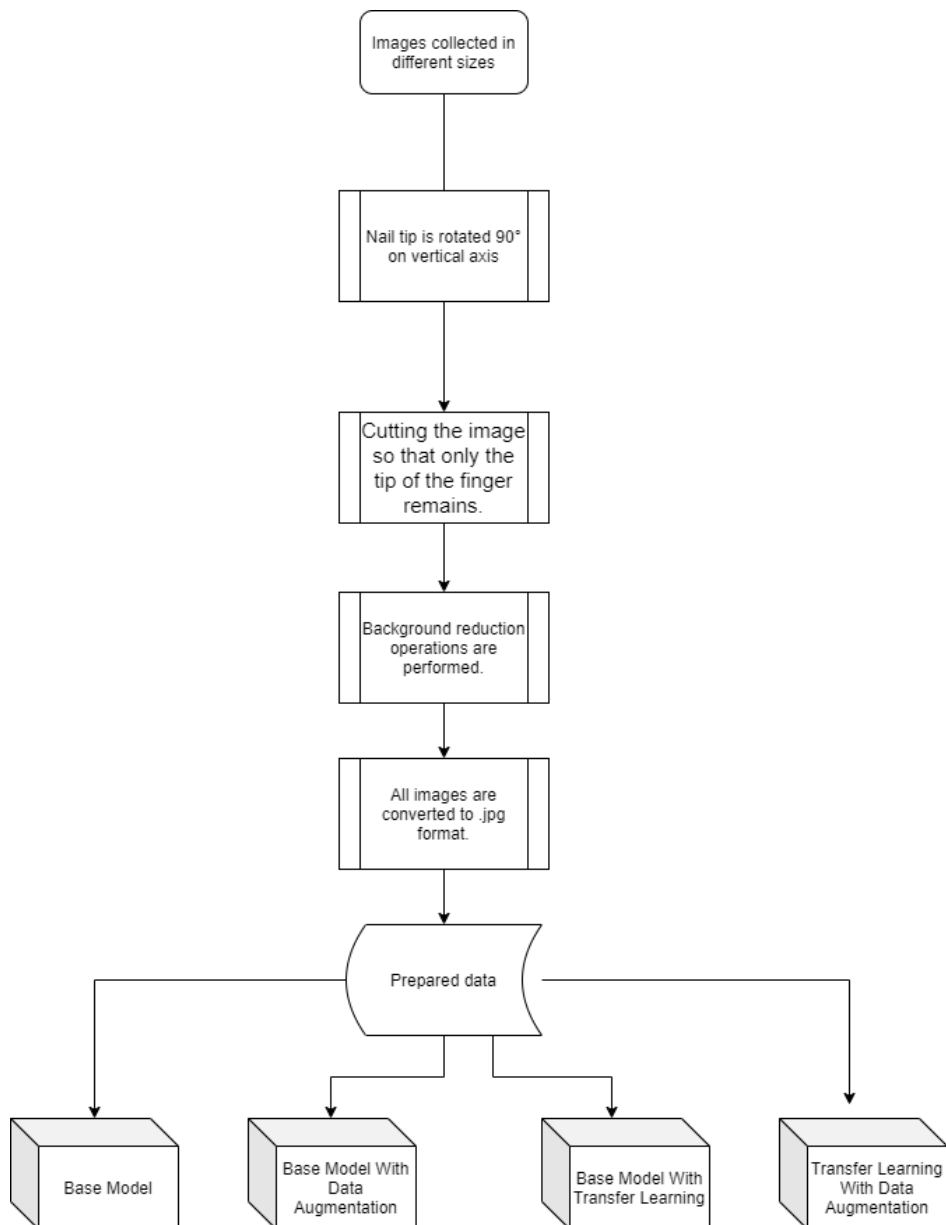 Images collected in
different sizes
Nail tip is rotated 90°
on vertical axis
Cutting the image
so that only the
tip of the finger
remains.
Background reduction
operations are
performed.
All images are
converted to .jpg
format.
Prepared data
Base Model
Base Model With
Data
Augmentation
Base Model With
Transfer Learning
Transfer Learning
With Data
Augmentation